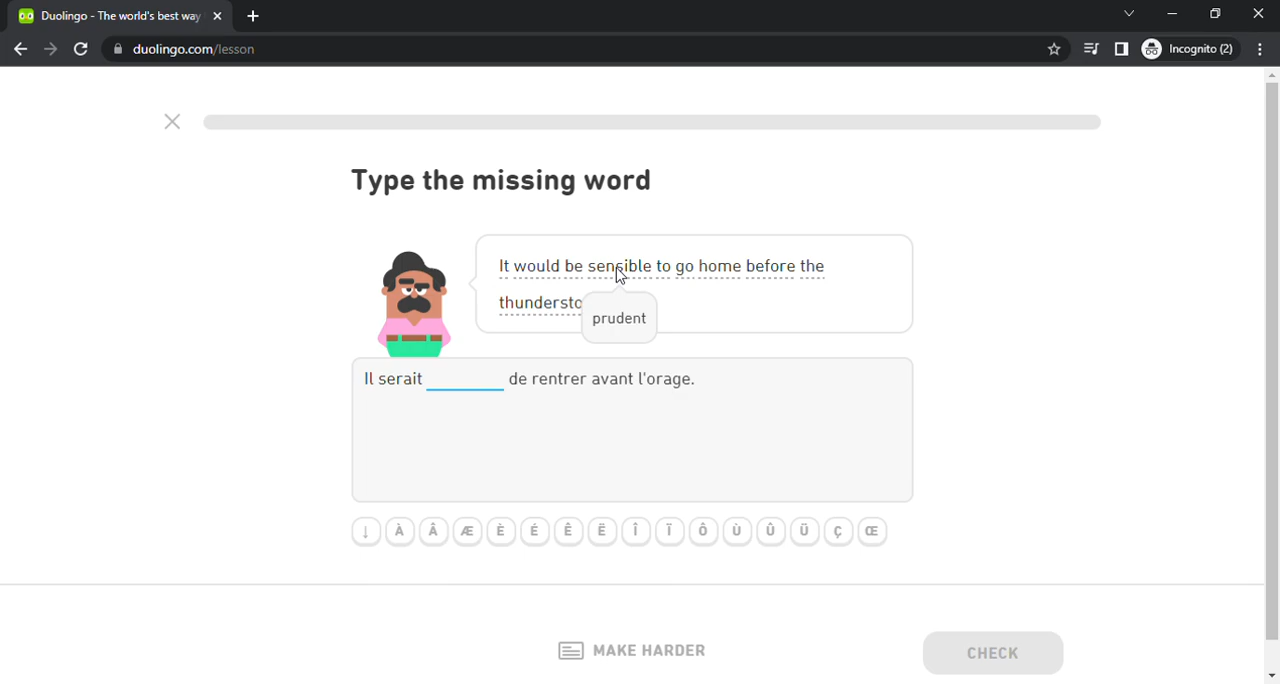 Duolingo - The world's best way
duolingo.com/lesson
Incognito (2)
Type the missing word
It would be sensible to go home before the
prudent
Il serait ________ de rentrer avant l'orage.
↓ À Â Æ È É Ê Ë Î Ï Ô Ù Û Ü Ç Œ
MAKE HARDER
CHECK